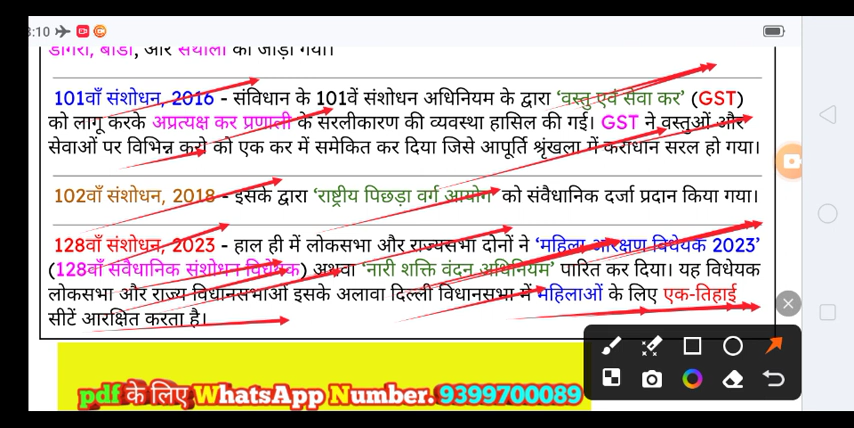 3:10
डोगरी, बोडो, और संथाली को जोड़ा गया।
101वाँ संशोधन, 2016 - संविधान के 101वें संशोधन अधिनियम के द्वारा ‘वस्तु एवं सेवा कर’ (GST)
को लागू करके अप्रत्यक्ष कर प्रणाली के सरलीकरण की व्यवस्था हासिल की गई। GST ने वस्तुओं और
सेवाओं पर विभिन्न करो को एक कर में समेकित कर दिया जिसे आपूर्ति श्रृंखला में कराधान सरल हो गया।
102वाँ संशोधन, 2018 - इसके द्वारा ‘राष्ट्रीय पिछड़ा वर्ग आयोग’ को संवैधानिक दर्जा प्रदान किया गया।
128वाँ संशोधन, 2023 - हाल ही में लोकसभा और राज्यसभा दोनों ने ‘महिला आरक्षण विधेयक 2023’
(128वाँ संवैधानिक संशोधन विधेयक) अथवा ‘नारी शक्ति वंदन अधिनियम’ पारित कर दिया। यह विधेयक
लोकसभा और राज्य विधानसभाओं इसके अलावा दिल्ली विधानसभा में महिलाओं के लिए एक-तिहाई
सीटें आरक्षित करता है।
pdf के लिए WhatsApp Number. 9399700089